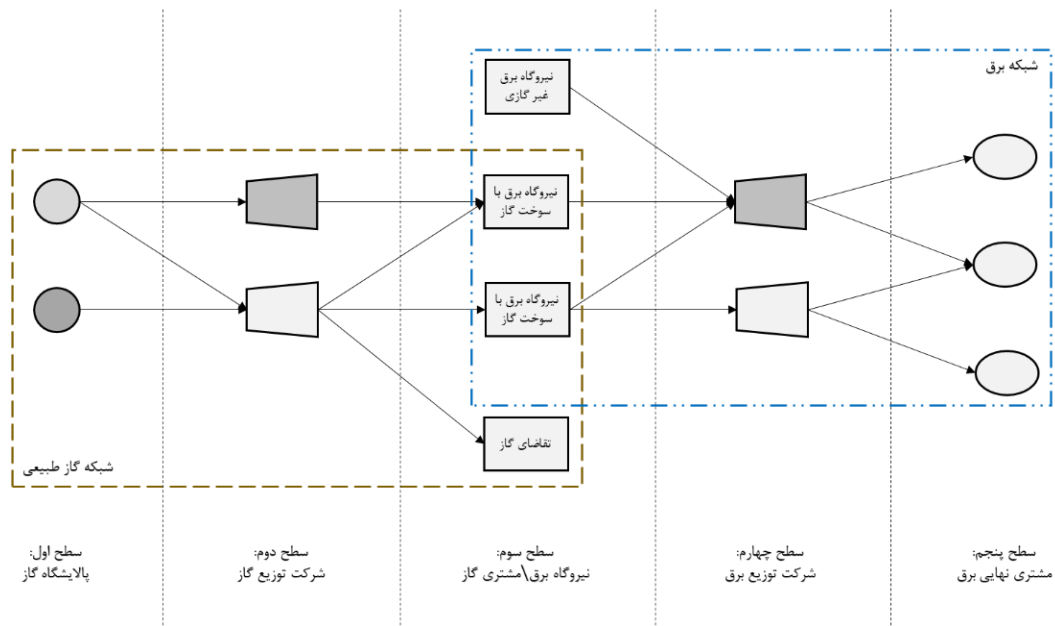 شبکه برق
نیروگاه برق
غیر گازی
نیروگاه برق با
سوخت گاز
نیروگاه برق با
سوخت گاز
تقاضای گاز
شبکه گاز طبیعی
سطح اول:
پالایشگاه گاز
سطح دوم:
شرکت توزیع گاز
سطح سوم:
نیروگاه برق\مشتری گاز
سطح چهارم:
شرکت توزیع برق
سطح پنجم:
مشتری نهایی برق